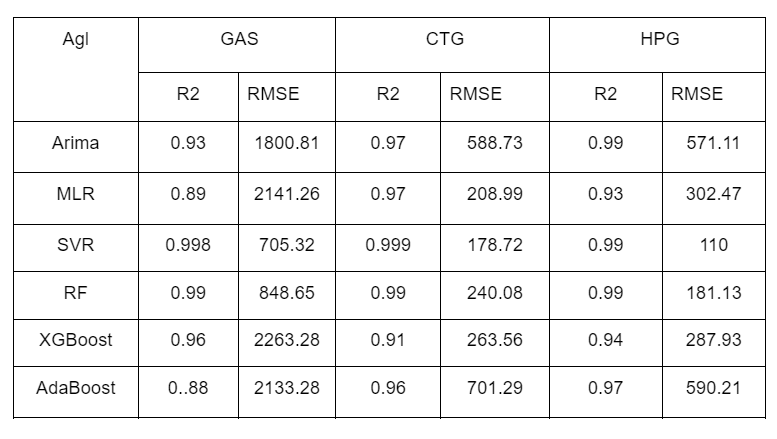 Agl GAS CTG HPG
R2 RMSE R2 RMSE R2 RMSE
Arima 0.93 1800.81 0.97 588.73 0.99 571.11
MLR 0.89 2141.26 0.97 208.99 0.93 302.47
SVR 0.998 705.32 0.999 178.72 0.99 110
RF 0.99 848.65 0.99 240.08 0.99 181.13
XGBoost 0.96 2263.28 0.91 263.56 0.94 287.93
AdaBoost 0..88 2133.28 0.96 701.29 0.97 590.21